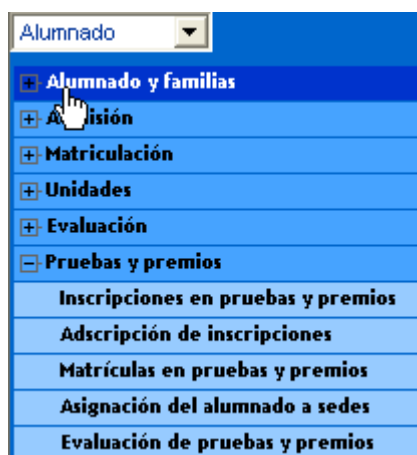 Alumnado
Alumnado y familias
Admisión
Matriculación
Unidades
Evaluación
Pruebas y premios
Inscripciones en pruebas y premios
Adscripción de inscripciones
Matrículas en pruebas y premios
Asignación del alumnado a sedes
Evaluación de pruebas y premios